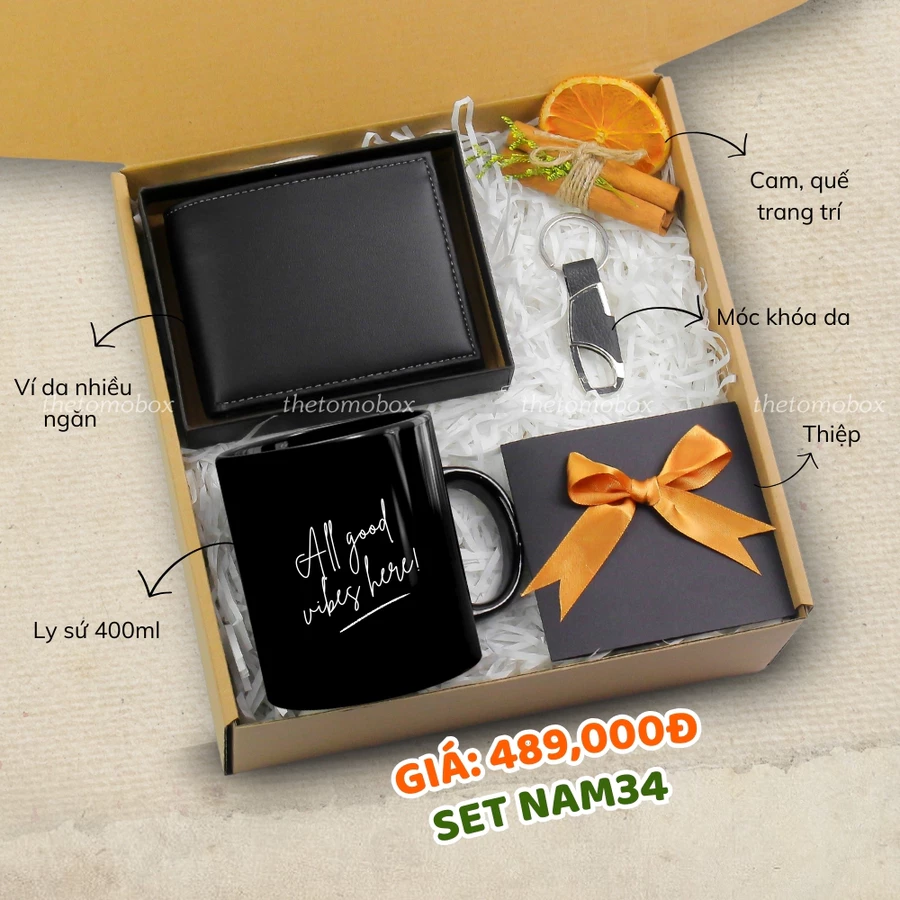 Cam, quế
trang trí
Móc khóa da
Ví da nhiều
ngăn
thetomobox thetomobox thetomobox thetomobox
Thiệp
All good
vibes here!
Ly sứ 400ml
GIÁ: 489,000Đ
SET NAM34